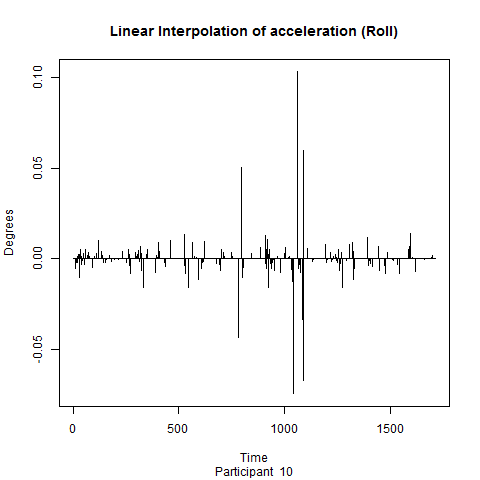 Linear Interpolation of acceleration (Roll)
0.10
0.05
0.00
-0.05
Degrees
0 500 1000 1500
Time
Participant 10